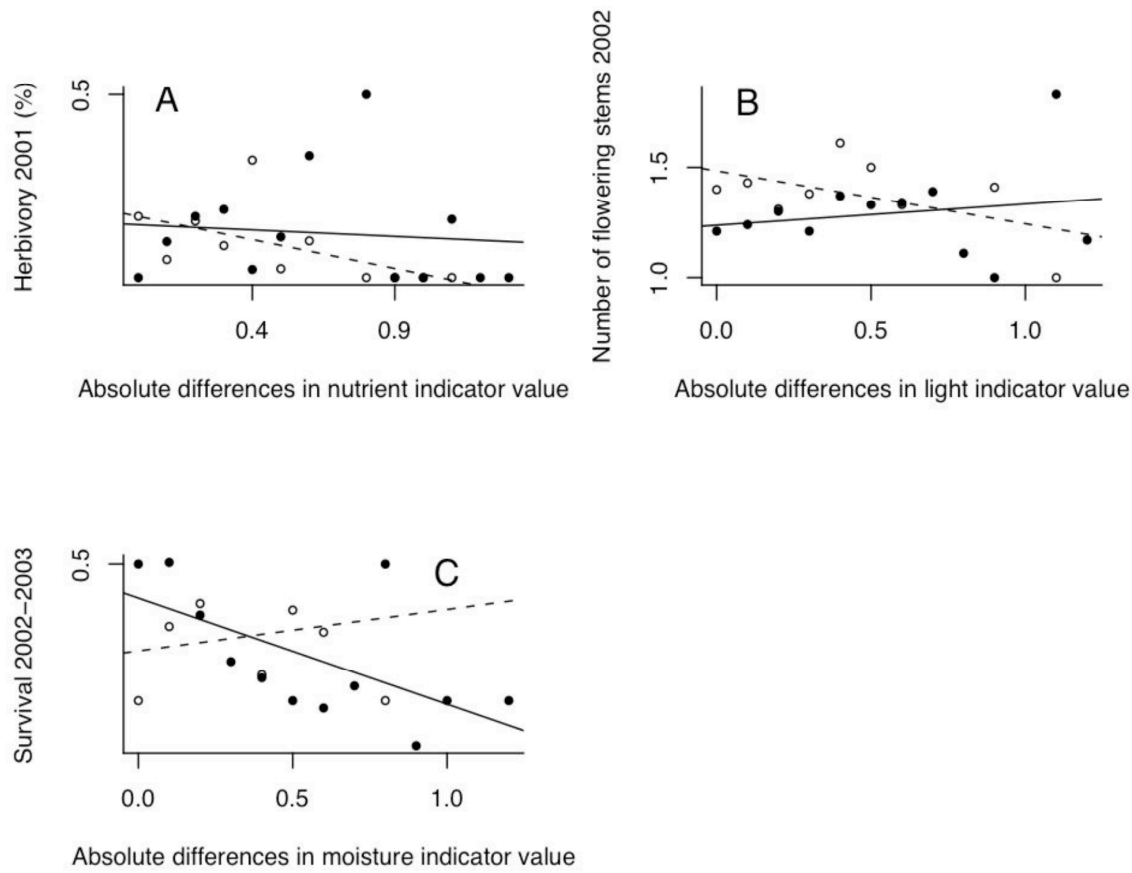 A
Herbivory 2001 (%)
0.5
0.4 0.9
Absolute differences in nutrient indicator value
B
Number of flowering stems 2002
1.5
1.0
0.0 0.5 1.0
Absolute differences in light indicator value
C
Survival 2002–2003
0.5
0.0 0.5 1.0
Absolute differences in moisture indicator value